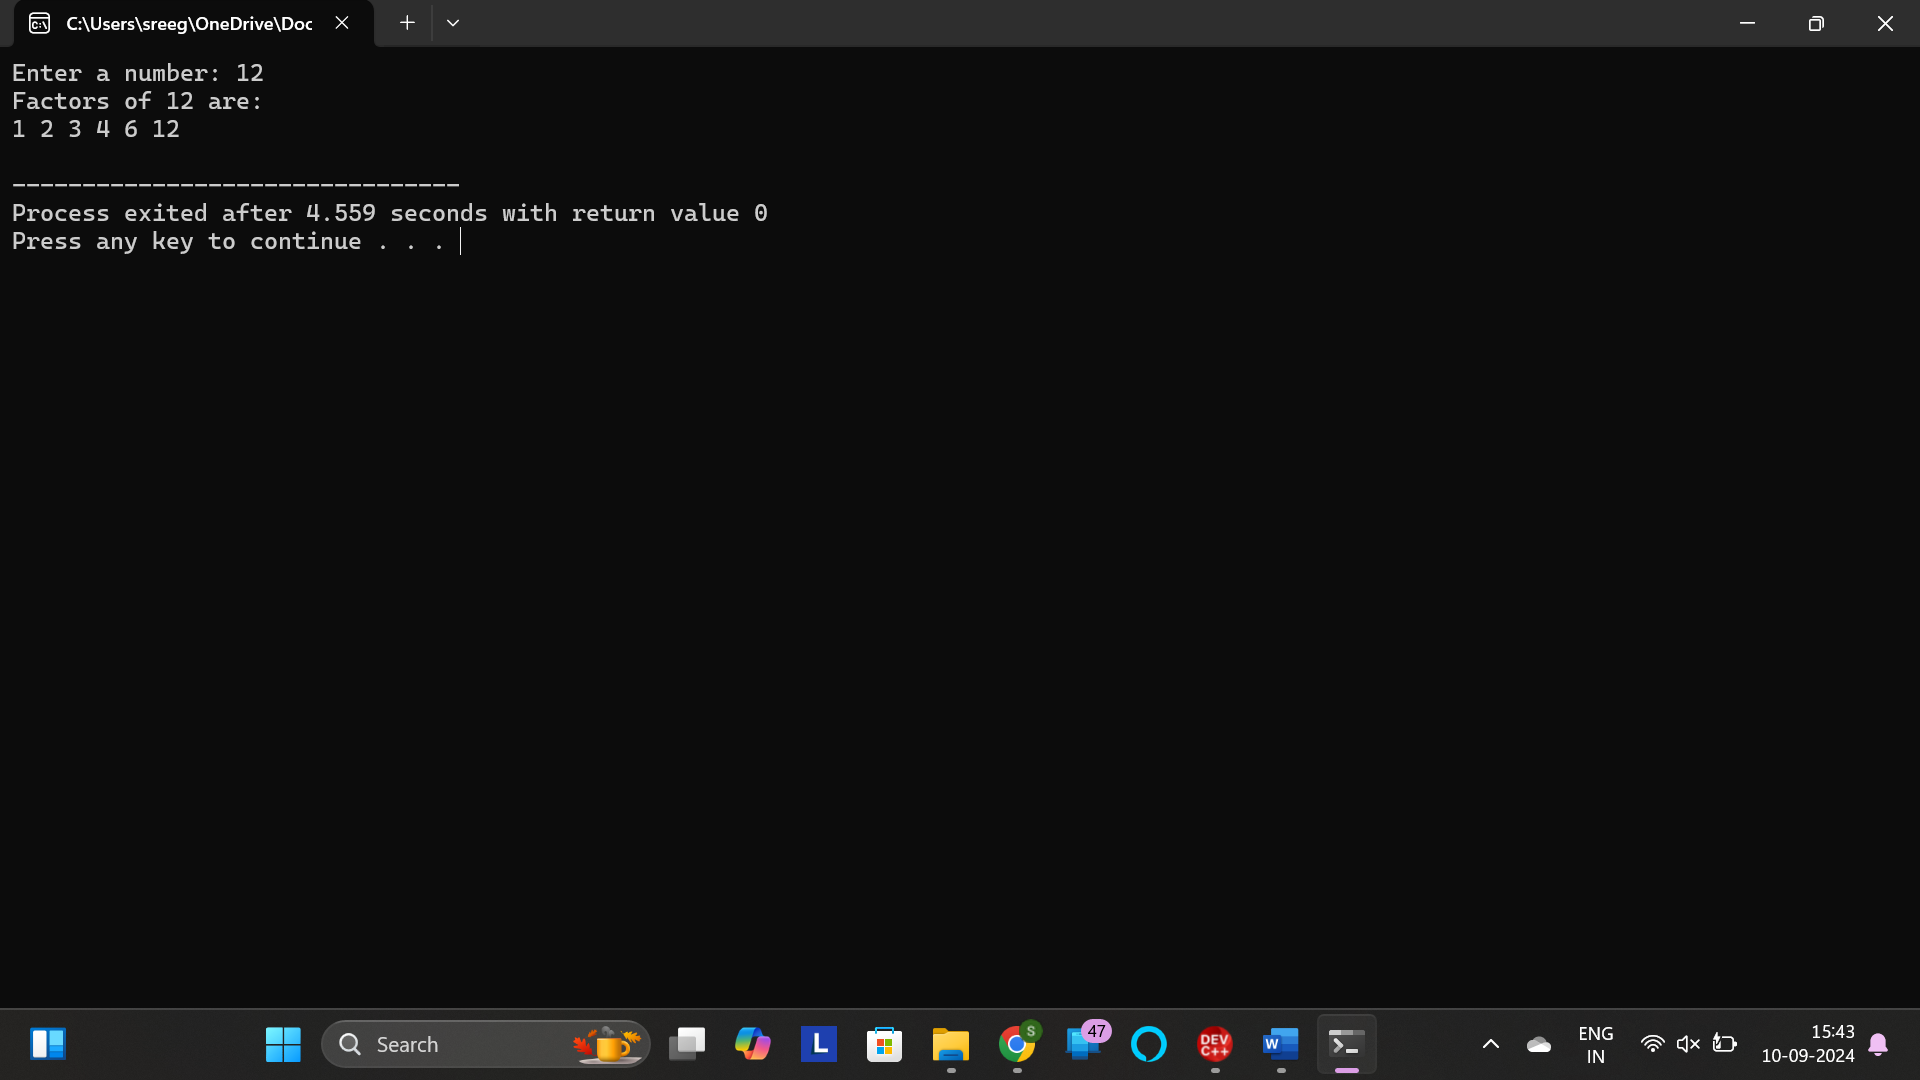 C:\Users\sreeg\OneDrive\Doc
Enter a number: 12
Factors of 12 are:
1 2 3 4 6 12
--------------------------------
Process exited after 4.559 seconds with return value 0
Press any key to continue . . .
Search
L
S
47
DEV
C++
W
ENG
IN
15:43
10-09-2024